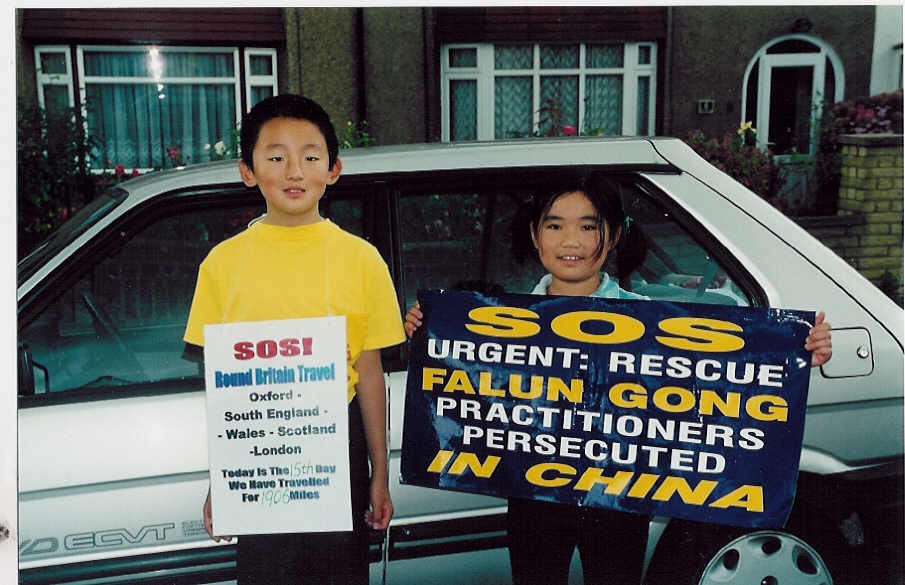 SOS!
Round Britain Travel
Oxford -
South England -
- Wales - Scotland
-London
Today Is The 15th Day
We Have Travelled
For 1906 Miles
SOS
URGENT: RESCUE
FALUN GONG
PRACTITIONERS
PERSECUTED
IN CHINA
ECVT